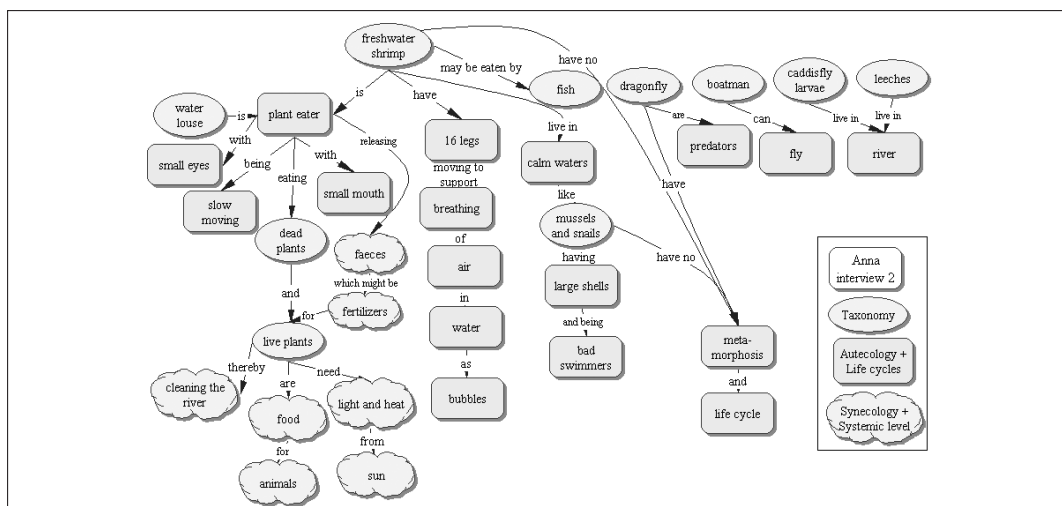 freshwater
shrimp
have no
may be eaten by
fish
dragonfly
boatman
caddisfly
larvae
leeches
is
have
live in
are
can
live in
live in
water
louse
is
plant eater
releasing
16 legs
calm waters
predators
fly
river
with
small eyes
being
eating
with
small mouth
slow
moving
moving to
support
breathing
like
mussels
and snails
have
have no
dead
plants
faeces
of
air
having
large shells
which might be
fertilizers
and
for
in
water
and being
bad
swimmers
live plants
thereby
are
need
as
bubbles
cleaning the
river
food
light and heat
for
from
animals
sun
meta-
morphosis
and
life cycle
Anna
interview 2
Taxonomy
Autecology +
Life cycles
Synecology +
Systemic level